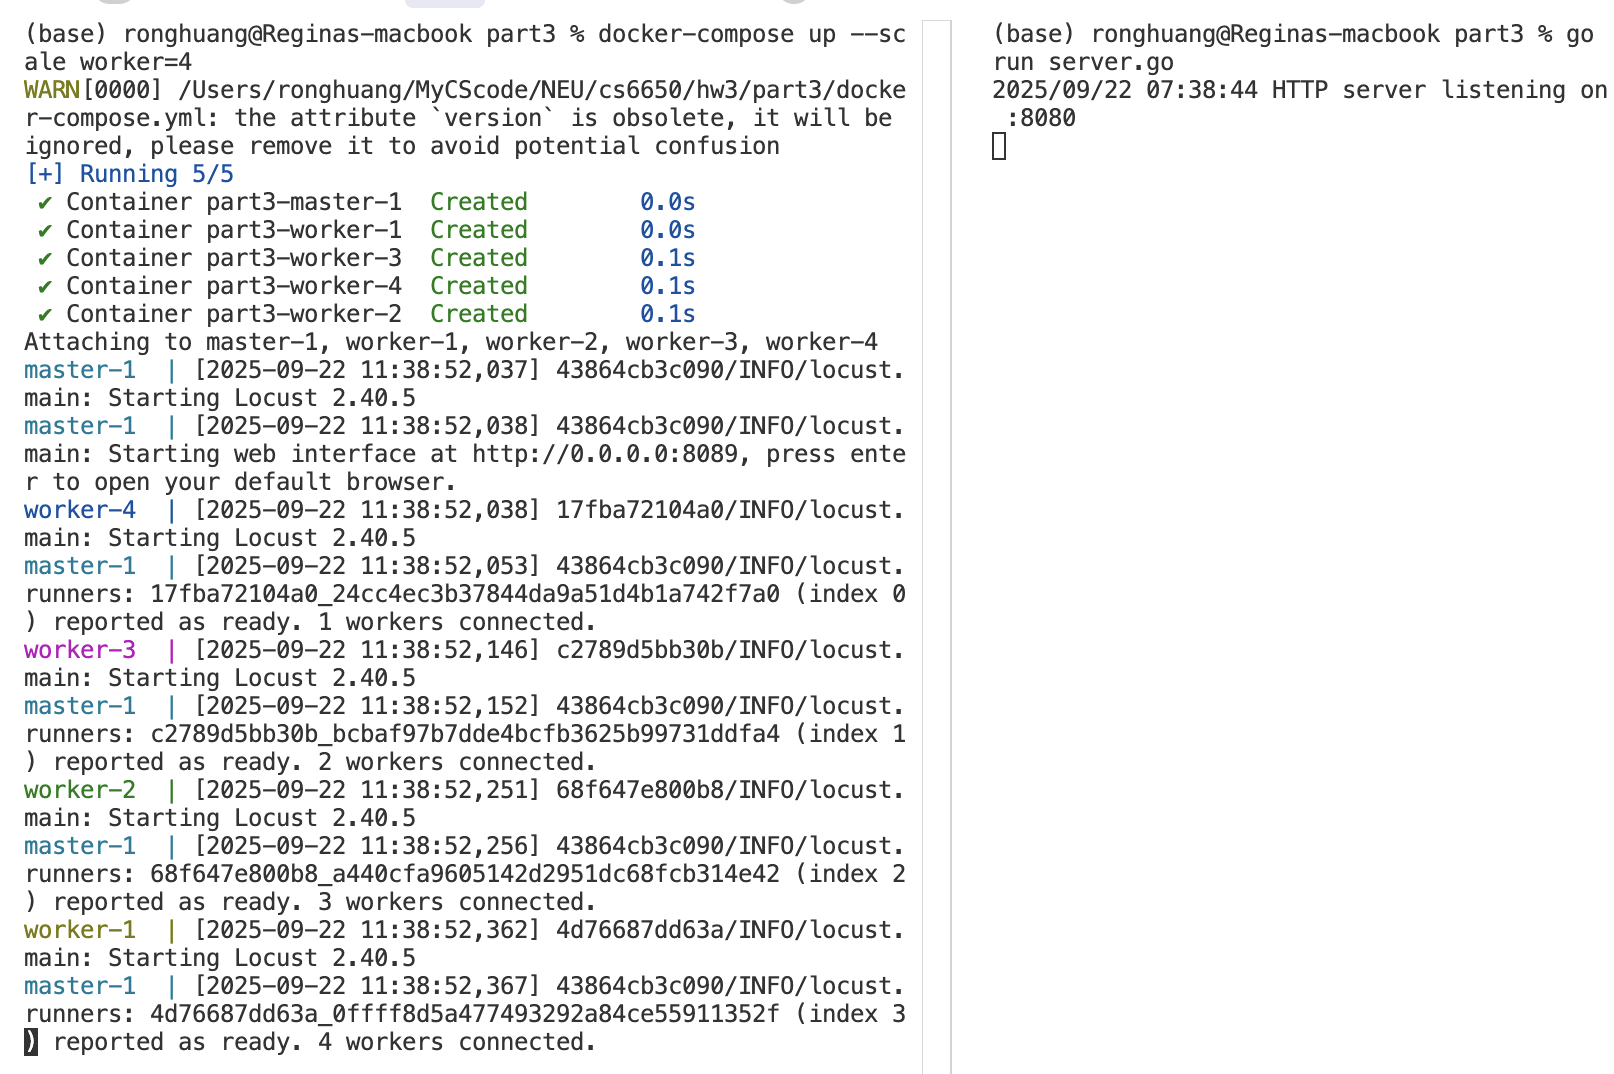 (base) ronghuang@Reginas-macbook part3 % docker-compose up --sc
ale worker=4
WARN[0000] /Users/ronghuang/MyCScode/NEU/cs6650/hw3/part3/docke
r-compose.yml: the attribute `version` is obsolete, it will be
ignored, please remove it to avoid potential confusion
[+] Running 5/5
✔ Container part3-master-1  Created  0.0s
✔ Container part3-worker-1  Created  0.0s
✔ Container part3-worker-3  Created  0.1s
✔ Container part3-worker-4  Created  0.1s
✔ Container part3-worker-2  Created  0.1s
Attaching to master-1, worker-1, worker-2, worker-3, worker-4
master-1  | [2025-09-22 11:38:52,037] 43864cb3c090/INFO/locust.
main: Starting Locust 2.40.5
master-1  | [2025-09-22 11:38:52,038] 43864cb3c090/INFO/locust.
main: Starting web interface at http://0.0.0.0:8089, press ente
r to open your default browser.
worker-4  | [2025-09-22 11:38:52,038] 17fba72104a0/INFO/locust.
main: Starting Locust 2.40.5
master-1  | [2025-09-22 11:38:52,053] 43864cb3c090/INFO/locust.
runners: 17fba72104a0_24cc4ec3b37844da9a51d4b1a742f7a0 (index 0
) reported as ready. 1 workers connected.
worker-3  | [2025-09-22 11:38:52,146] c2789d5bb30b/INFO/locust.
main: Starting Locust 2.40.5
master-1  | [2025-09-22 11:38:52,152] 43864cb3c090/INFO/locust.
runners: c2789d5bb30b_bcbaf97b7dde4bcfb3625b99731ddfa4 (index 1
) reported as ready. 2 workers connected.
worker-2  | [2025-09-22 11:38:52,251] 68f647e800b8/INFO/locust.
main: Starting Locust 2.40.5
master-1  | [2025-09-22 11:38:52,256] 43864cb3c090/INFO/locust.
runners: 68f647e800b8_a440cfa9605142d2951dc68fcb314e42 (index 2
) reported as ready. 3 workers connected.
worker-1  | [2025-09-22 11:38:52,362] 4d76687dd63a/INFO/locust.
main: Starting Locust 2.40.5
master-1  | [2025-09-22 11:38:52,367] 43864cb3c090/INFO/locust.
runners: 4d76687dd63a_0ffff8d5a477493292a84ce55911352f (index 3
) reported as ready. 4 workers connected.
(base) ronghuang@Reginas-macbook part3 % go
run server.go
2025/09/22 07:38:44 HTTP server listening on
:8080